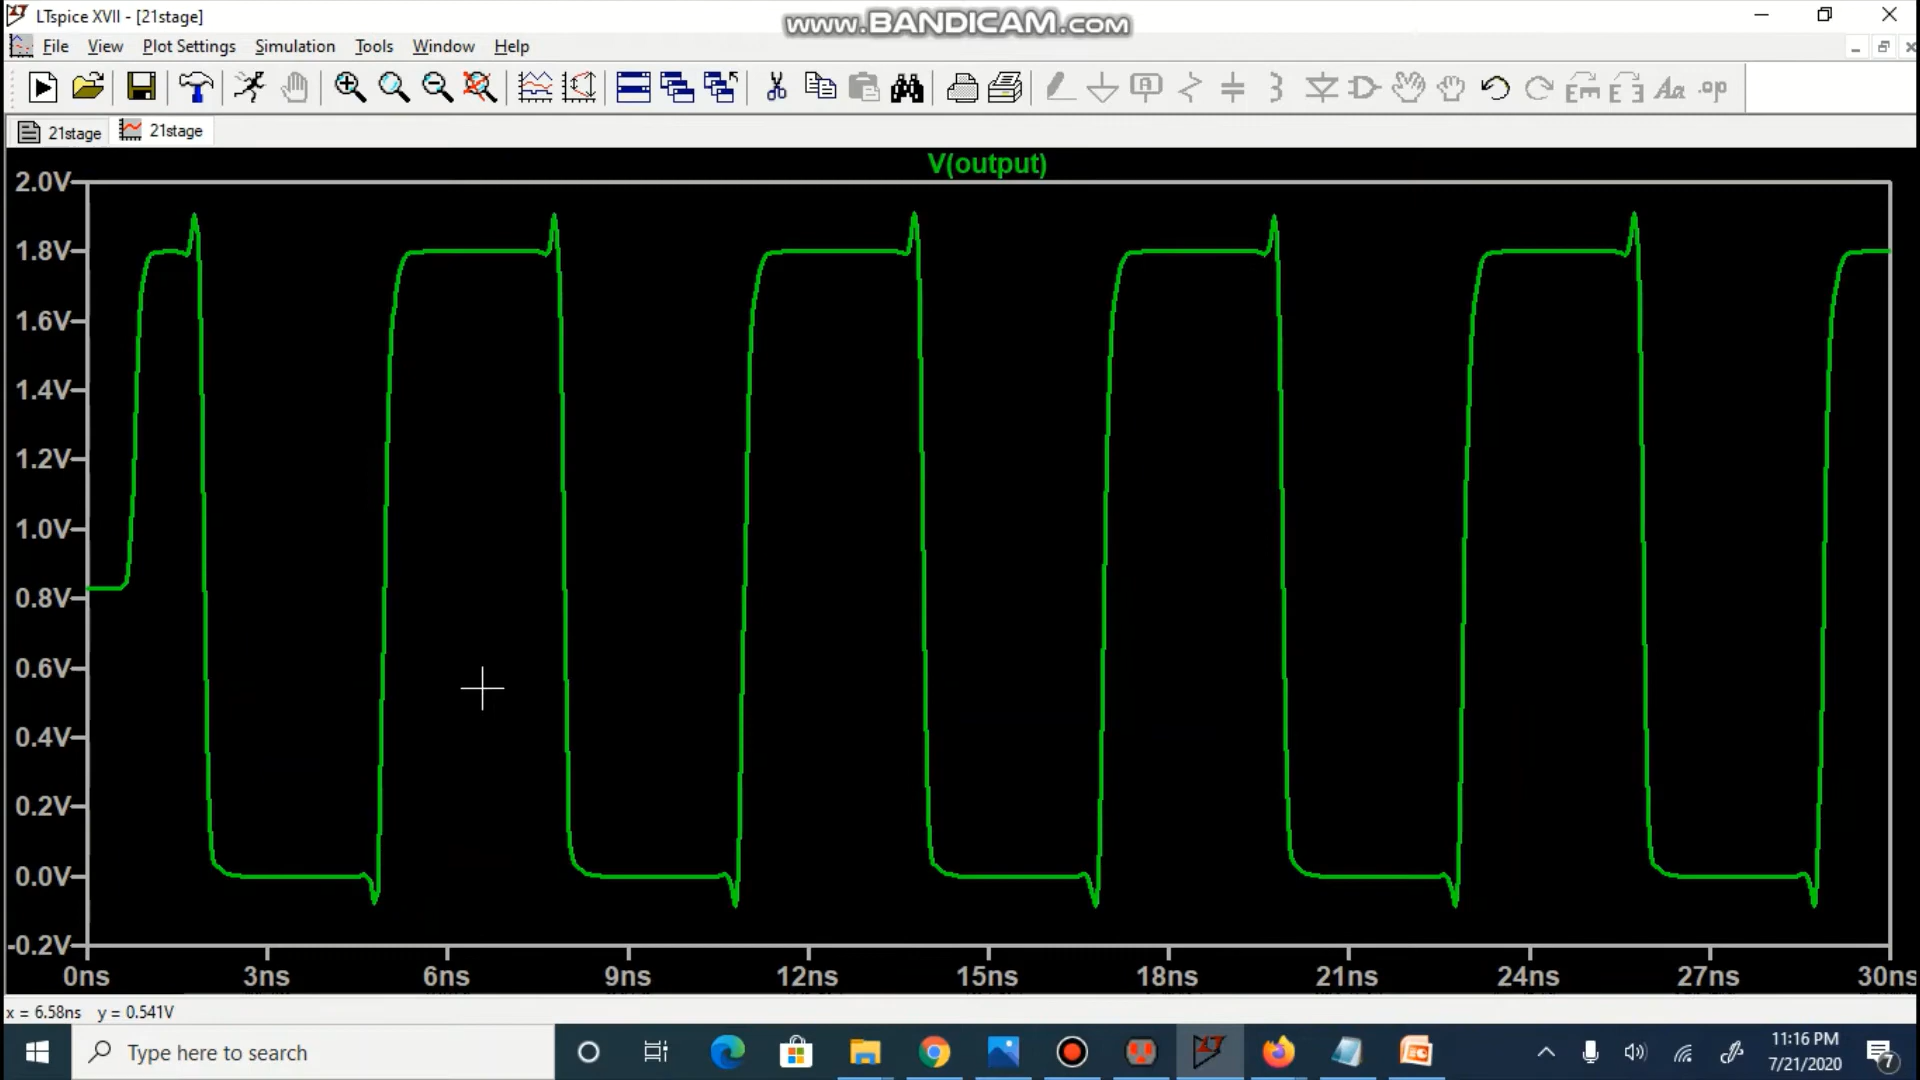 LTspice XVII - [21stage]
www.BANDICAM.com
File View Plot Settings Simulation Tools Window Help
21stage 21stage
V(output)
2.0V
1.8V
1.6V
1.4V
1.2V
1.0V
0.8V
0.6V
0.4V
0.2V
0.0V
-0.2V
0ns 3ns 6ns 9ns 12ns 15ns 18ns 21ns 24ns 27ns 30ns
x = 6.58ns y = 0.541V
Type here to search
11:16 PM
7/21/2020
7